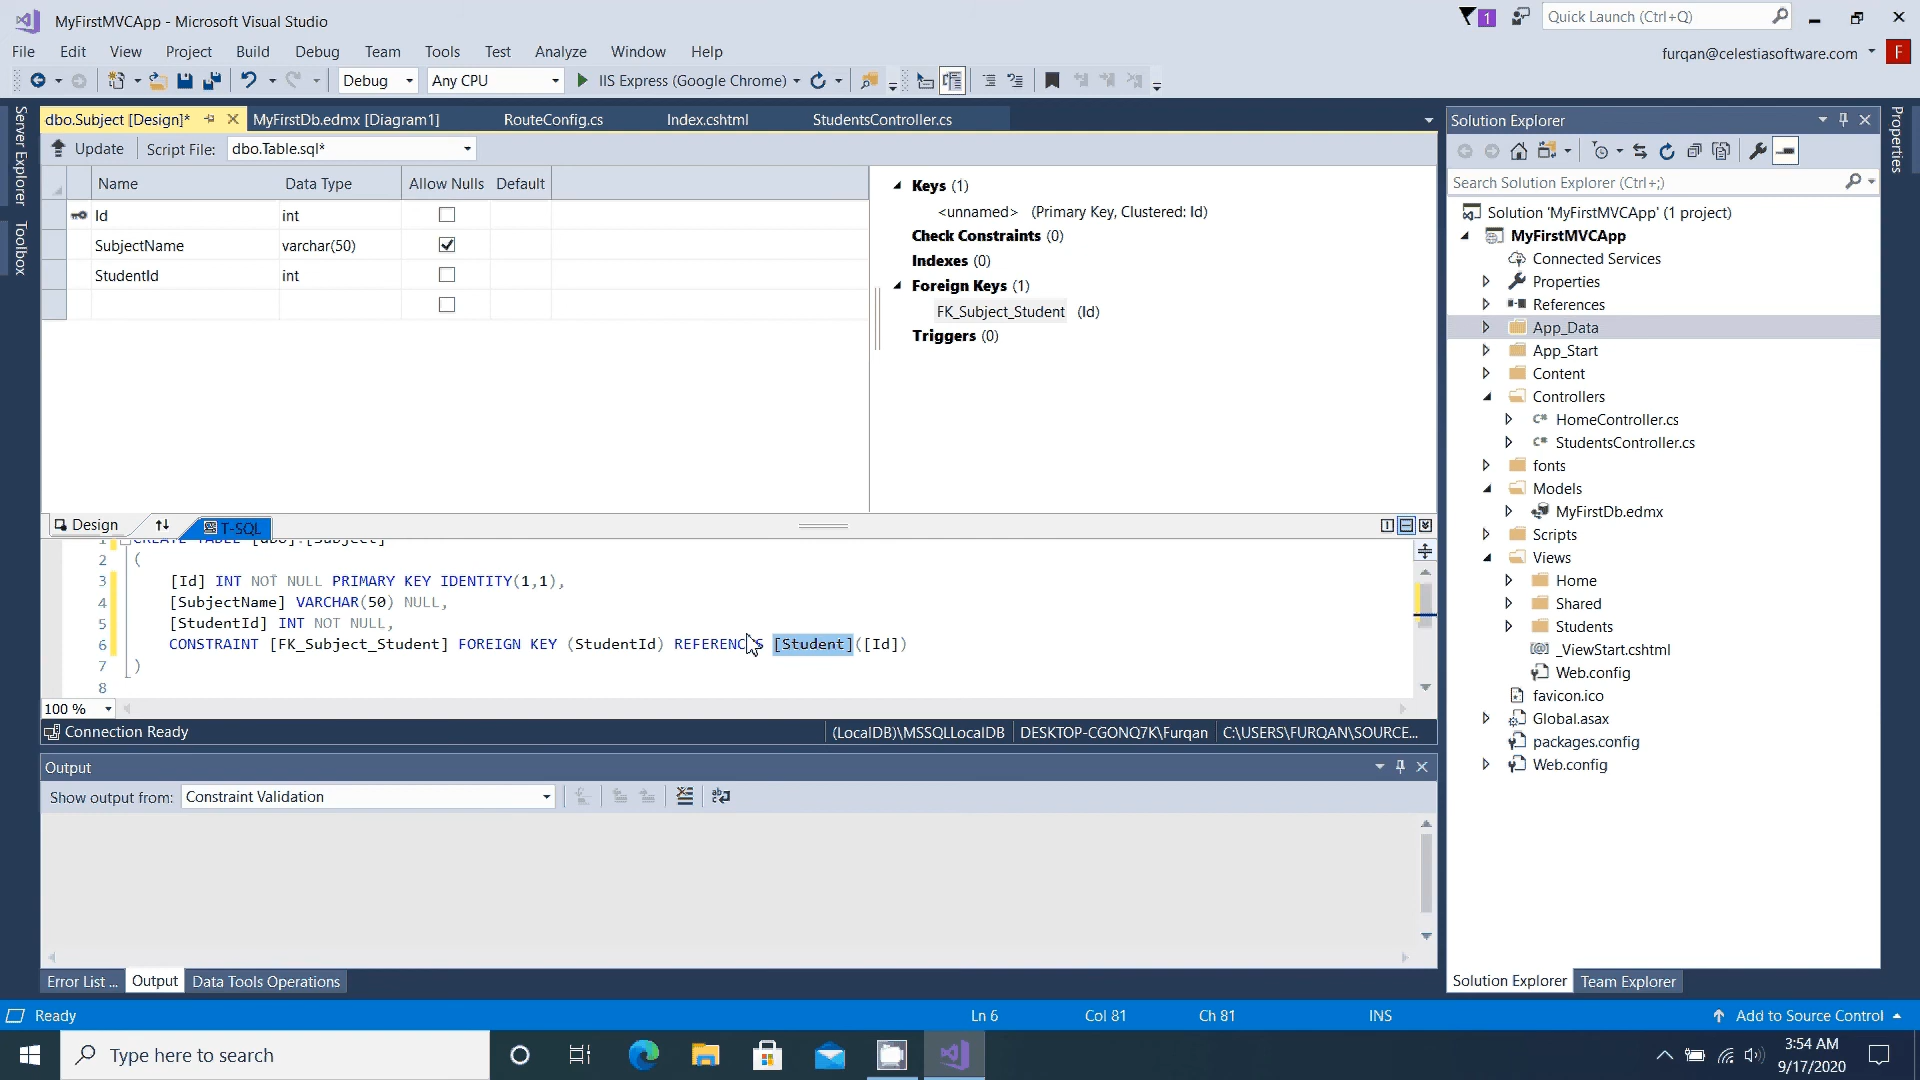 MyFirstMVCApp - Microsoft Visual Studio
1
Quick Launch (Ctrl+Q)
File Edit View Project Build Debug Team Tools Test Analyze Window Help
furqan@celestiasoftware.com
F
Debug
Any CPU
IIS Express (Google Chrome)
Server Explorer
Toolbox
dbo.Subject [Design]*
MyFirstDb.edmx [Diagram1]
RouteConfig.cs
Index.cshtml
StudentsController.cs
Update
Script File:
dbo.Table.sql*
Name Data Type Allow Nulls Default
Id int
SubjectName varchar(50)
StudentId int
Keys (1)
<unnamed> (Primary Key, Clustered: Id)
Check Constraints (0)
Indexes (0)
Foreign Keys (1)
FK_Subject_Student (Id)
Triggers (0)
Design
T-SQL
1 CREATE TABLE [dbo].[Subject]
2 (
3 [Id] INT NOT NULL PRIMARY KEY IDENTITY(1,1),
4 [SubjectName] VARCHAR(50) NULL,
5 [StudentId] INT NOT NULL,
6 CONSTRAINT [FK_Subject_Student] FOREIGN KEY (StudentId) REFERENCES [Student]([Id])
7 )
8
100 %
Connection Ready
(LocalDB)\MSSQLLocalDB
DESKTOP-CGONQ7K\Furqan
C:\USERS\FURQAN\SOURCE...
Output
Show output from:
Constraint Validation
Error List ...
Output
Data Tools Operations
Solution Explorer
Search Solution Explorer (Ctrl+;)
Solution 'MyFirstMVCApp' (1 project)
MyFirstMVCApp
Connected Services
Properties
References
App_Data
App_Start
Content
Controllers
C# HomeController.cs
C# StudentsController.cs
fonts
Models
MyFirstDb.edmx
Scripts
Views
Home
Shared
Students
[@] _ViewStart.cshtml
Web.config
favicon.ico
Global.asax
packages.config
Web.config
Solution Explorer
Team Explorer
Properties
Ready
Ln 6
Col 81
Ch 81
INS
Add to Source Control
Type here to search
3:54 AM
9/17/2020